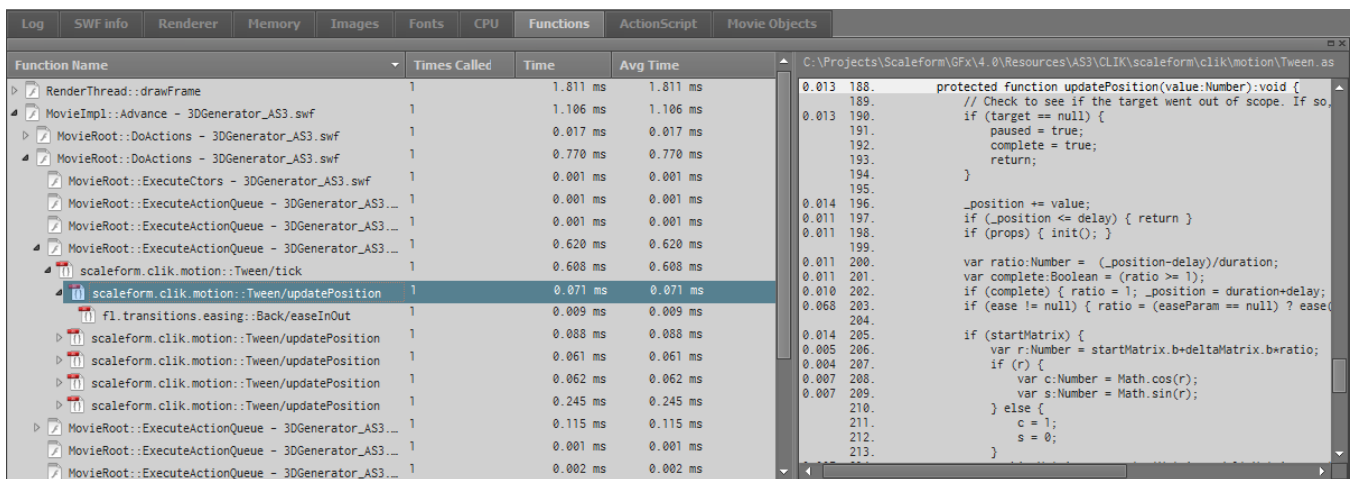 Log SWF info Renderer Memory Images Fonts CPU Functions ActionScript Movie Objects
Function Name Times Called Time Avg Time
RenderThread::drawFrame 1 1.811 ms 1.811 ms
MovieImpl::Advance - 3DGenerator_AS3.swf 1 1.106 ms 1.106 ms
MovieRoot::DoActions - 3DGenerator_AS3.swf 1 0.017 ms 0.017 ms
MovieRoot::DoActions - 3DGenerator_AS3.swf 1 0.770 ms 0.770 ms
MovieRoot::ExecuteCtors - 3DGenerator_AS3.swf 1 0.001 ms 0.001 ms
MovieRoot::ExecuteActionQueue - 3DGenerator_AS3.… 1 0.001 ms 0.001 ms
MovieRoot::ExecuteActionQueue - 3DGenerator_AS3.… 1 0.001 ms 0.001 ms
MovieRoot::ExecuteActionQueue - 3DGenerator_AS3.… 1 0.620 ms 0.620 ms
scaleform.clik.motion::Tween/tick 1 0.608 ms 0.608 ms
scaleform.clik.motion::Tween/updatePosition 1 0.071 ms 0.071 ms
fl.transitions.easing::Back/easeInOut 1 0.009 ms 0.009 ms
scaleform.clik.motion::Tween/updatePosition 1 0.088 ms 0.088 ms
scaleform.clik.motion::Tween/updatePosition 1 0.061 ms 0.061 ms
scaleform.clik.motion::Tween/updatePosition 1 0.062 ms 0.062 ms
scaleform.clik.motion::Tween/updatePosition 1 0.245 ms 0.245 ms
MovieRoot::ExecuteActionQueue - 3DGenerator_AS3.… 1 0.115 ms 0.115 ms
MovieRoot::ExecuteActionQueue - 3DGenerator_AS3.… 1 0.001 ms 0.001 ms
MovieRoot::ExecuteActionQueue - 3DGenerator_AS3.… 1 0.002 ms 0.002 ms
C:\Projects\Scaleform\GFx\4.0\Resources\AS3\CLIK\scaleform\clik\motion\Tween.as
0.013 188. protected function updatePosition(value:Number):void {
189. // Check to see if the target went out of scope. If so,
0.013 190. if (target == null) {
191. paused = true;
192. complete = true;
193. return;
194. }
195.
0.014 196. _position += value;
0.011 197. if (_position <= delay) { return }
0.011 198. if (props) { init(); }
199.
0.011 200. var ratio:Number = (_position-delay)/duration;
0.011 201. var complete:Boolean = (ratio >= 1);
0.010 202. if (complete) { ratio = 1; _position = duration+delay;
0.068 203. if (ease != null) { ratio = (easeParam == null) ? ease(
204.
0.014 205. if (startMatrix) {
0.005 206. var r:Number = startMatrix.b+deltaMatrix.b*ratio;
0.004 207. if (r) {
0.007 208. var c:Number = Math.cos(r);
0.007 209. var s:Number = Math.sin(r);
210. } else {
211. c = 1;
212. s = 0;
213. }